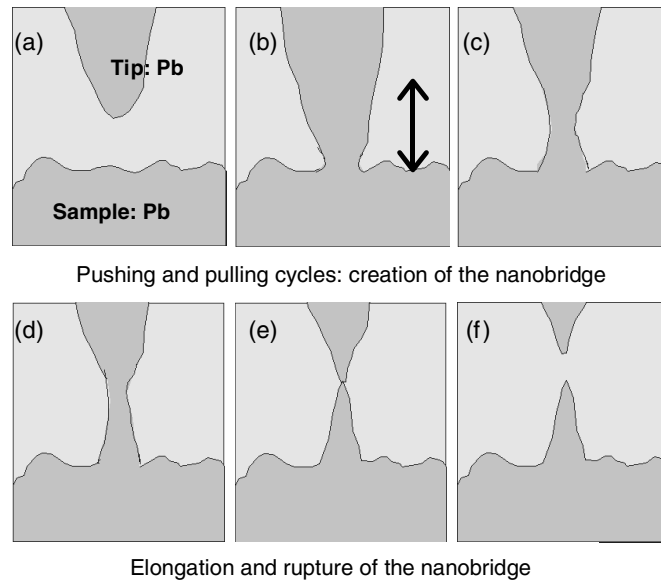 (a) (b) (c)
Tip: Pb
Sample: Pb
Pushing and pulling cycles: creation of the nanobridge
(d) (e) (f)
Elongation and rupture of the nanobridge